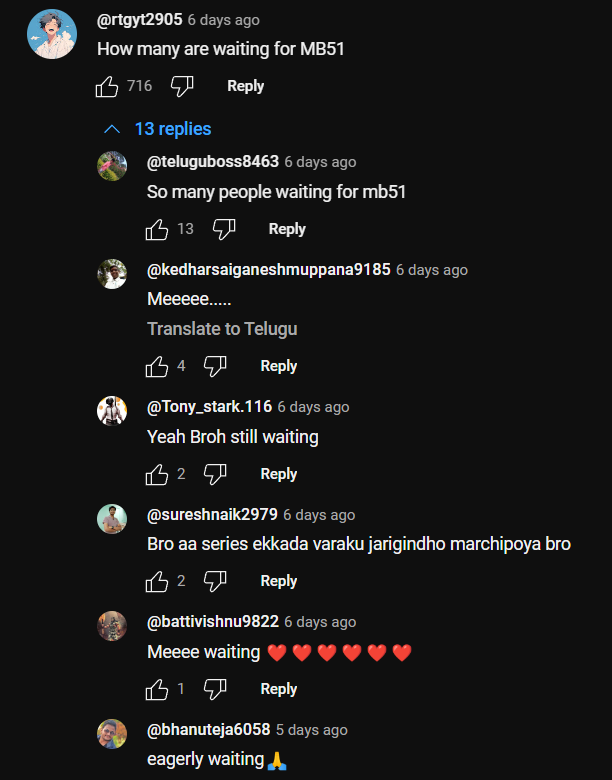 @rtgyt2905 6 days ago
How many are waiting for MB51
716 Reply
13 replies
@teluguboss8463 6 days ago
So many people waiting for mb51
13 Reply
@kedharsaiganeshmuppana9185 6 days ago
Meeeee.....
Translate to Telugu
4 Reply
@Tony_stark.116 6 days ago
Yeah Broh still waiting
2 Reply
@sureshnaik2979 6 days ago
Bro aa series ekkada varaku jarigindho marchipoya bro
2 Reply
@battivishnu9822 6 days ago
Meeee waiting ❤️❤️❤️❤️❤️❤️
1 Reply
@bhanuteja6058 5 days ago
eagerly waiting🙏